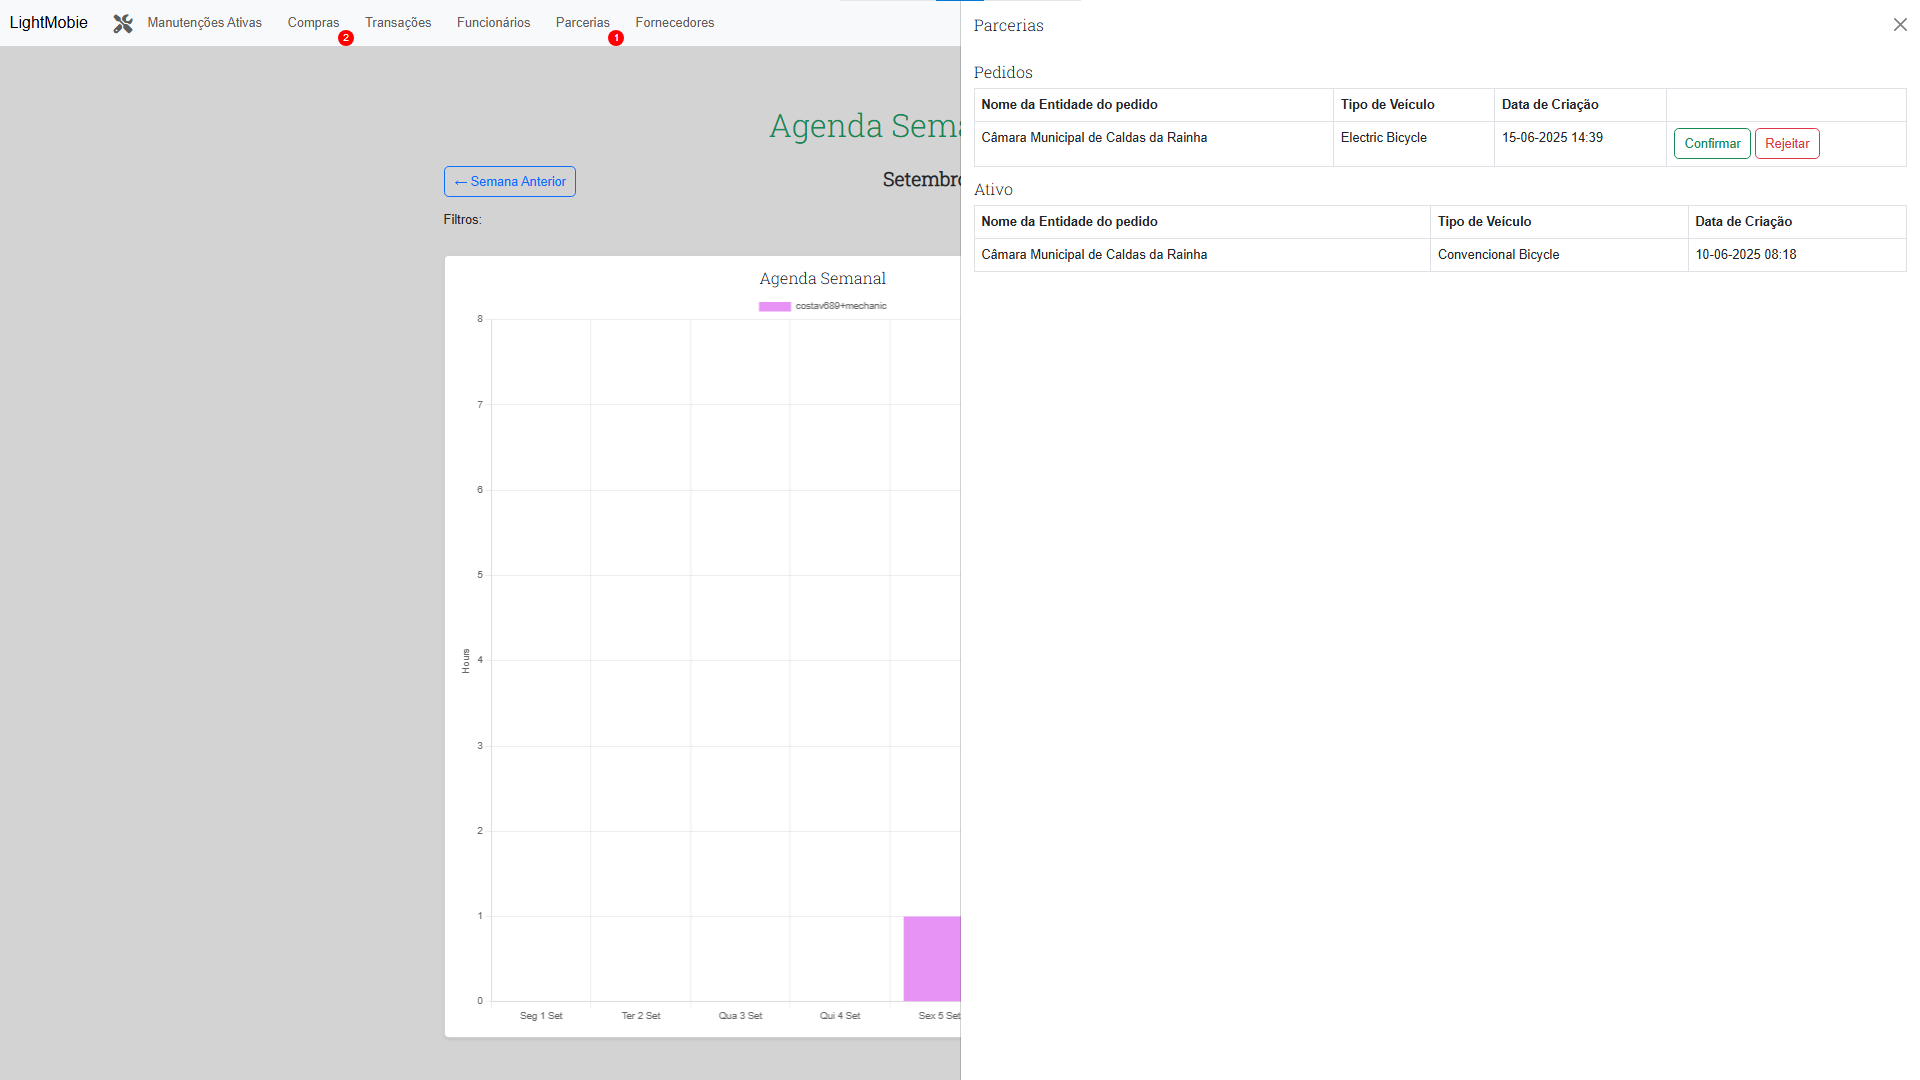 LightMobie Manutenções Ativas Compras 2 Transações Funcionários Parcerias 1 Fornecedores
Agenda Sema
← Semana Anterior
Setembro
Filtros:
Agenda Semanal
costav689+mechanic
8
7
6
5
4
3
2
1
0
Hours
Seg 1 Set Ter 2 Set Qua 3 Set Qui 4 Set Sex 5 Set
Parcerias
Pedidos
Nome da Entidade do pedido Tipo de Veículo Data de Criação
Câmara Municipal de Caldas da Rainha Electric Bicycle 15-06-2025 14:39 Confirmar Rejeitar
Ativo
Nome da Entidade do pedido Tipo de Veículo Data de Criação
Câmara Municipal de Caldas da Rainha Convencional Bicycle 10-06-2025 08:18